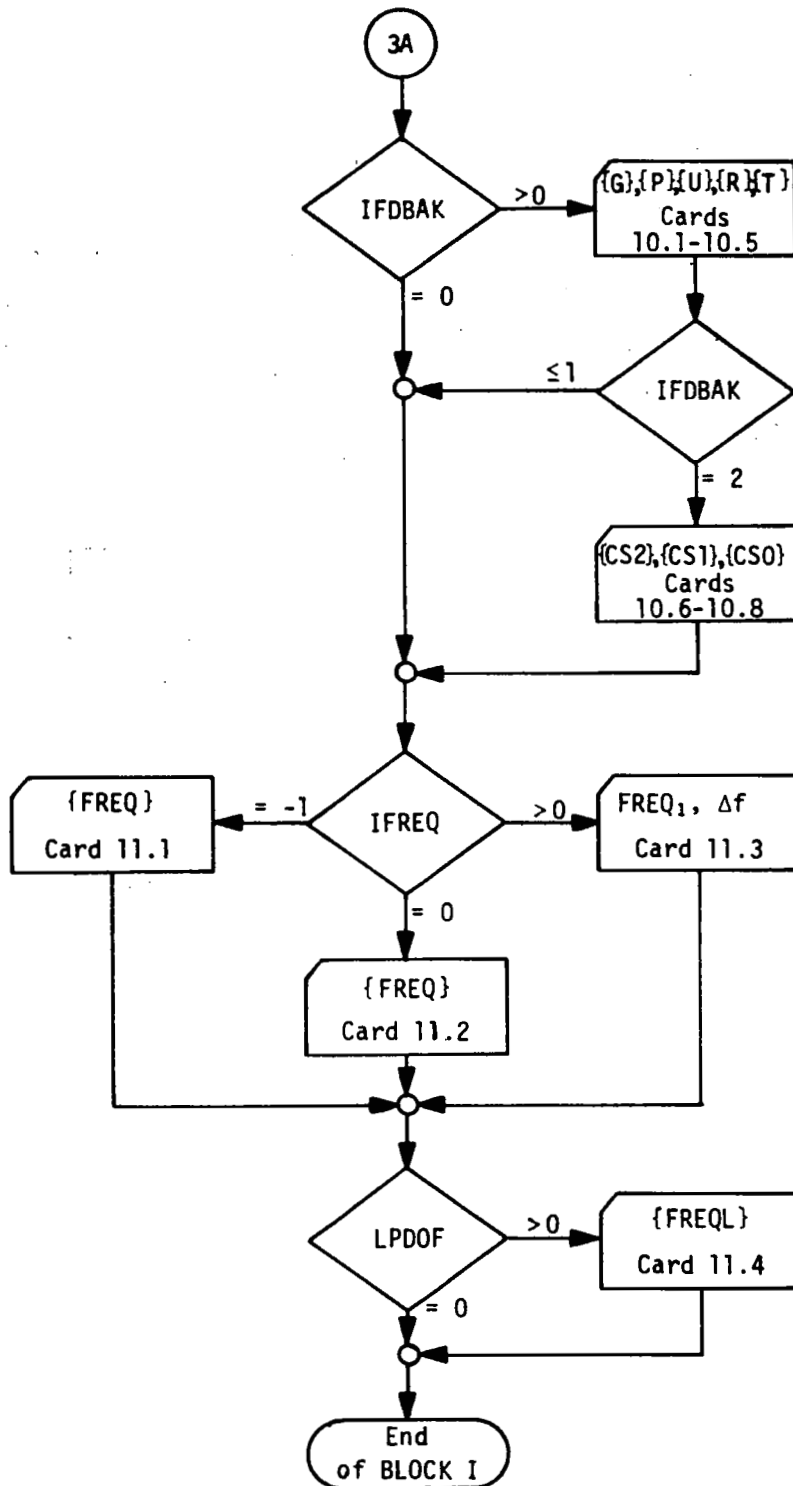 3A
IFDBAK
>0
{G},{P},{U},{R},{T}
Cards
10.1-10.5
= 0
≤1
IFDBAK
= 2
{CS2},{CS1},{CS0}
Cards
10.6-10.8
{FREQ}
Card 11.1
= -1
IFREQ
>0
FREQ₁, Δf
Card 11.3
= 0
{FREQ}
Card 11.2
LPDOF
>0
{FREQL}
Card 11.4
= 0
End
of BLOCK I